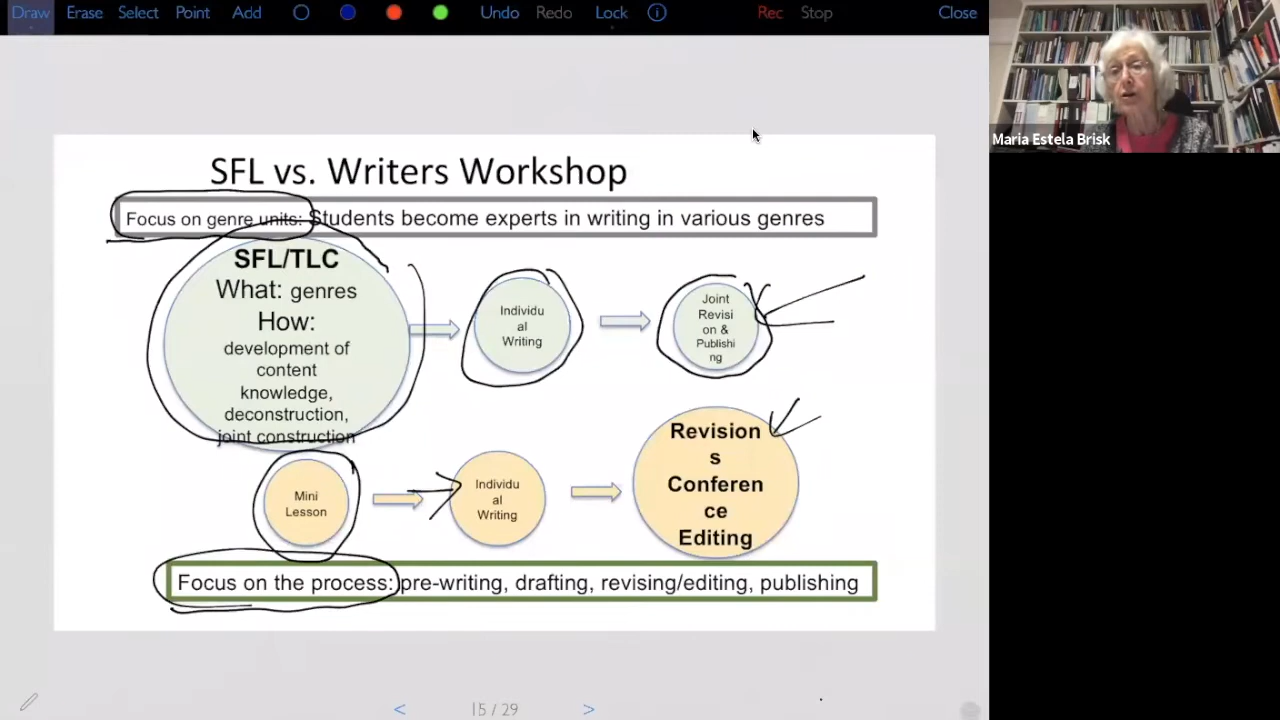 Draw Erase Select Point Add Undo Redo Lock Rec Stop Close
Maria Estela Brisk
SFL vs. Writers Workshop
Focus on genre units: Students become experts in writing in various genres
SFL/TLC
What: genres
How:
development of
content
knowledge,
deconstruction,
joint construction
Individu
al
Writing
Joint
Revisi
on &
Publishi
ng
Mini
Lesson
Individu
al
Writing
Revision
s
Conferen
ce
Editing
Focus on the process: pre-writing, drafting, revising/editing, publishing
< 15 / 29 >